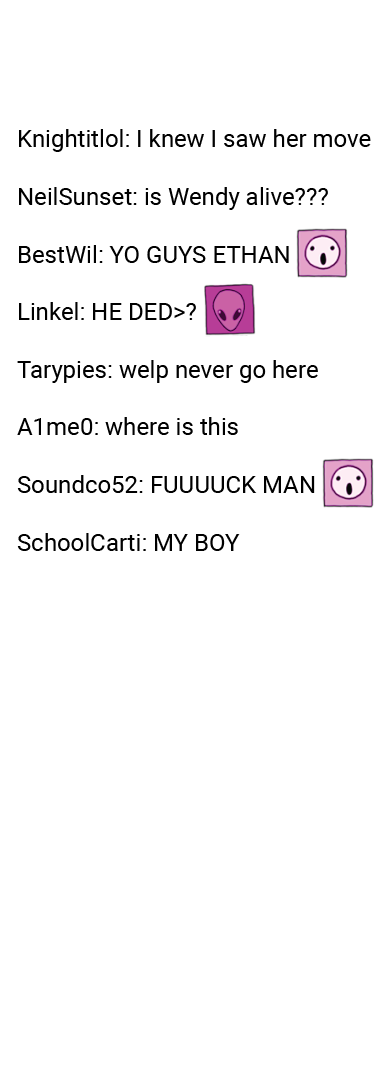 Knightitlol: I knew I saw her move
NeilSunset: is Wendy alive???
BestWil: YO GUYS ETHAN
Linkel: HE DED>?
Tarypies: welp never go here
A1me0: where is this
Soundco52: FUUUUCK MAN
SchoolCarti: MY BOY